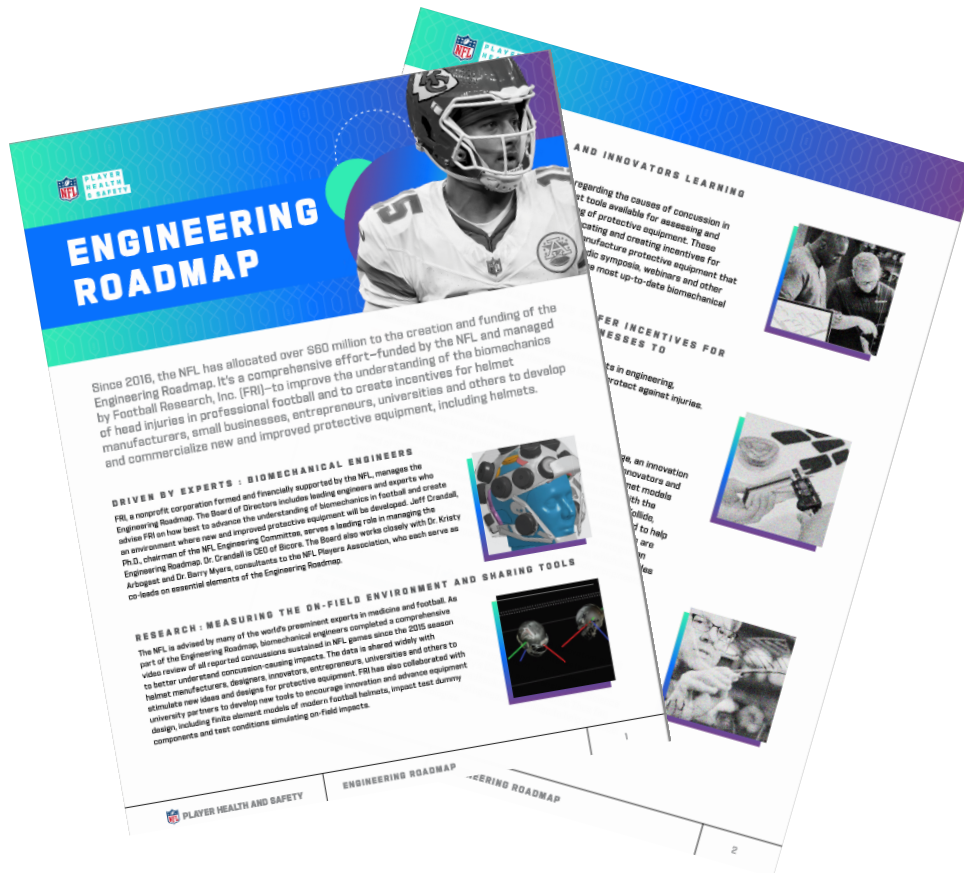 NFL
PLAYER
HEALTH
& SAFETY
ENGINEERING
ROADMAP
15
NFL
Since 2016, the NFL has allocated over $60 million to the creation and funding of the
Engineering Roadmap. It's a comprehensive effort—funded by the NFL and managed
by Football Research, Inc. (FRI)—to improve the understanding of the biomechanics
of head injuries in professional football and to create incentives for helmet
manufacturers, small businesses, entrepreneurs, universities and others to develop
and commercialize new and improved protective equipment, including helmets.
DRIVEN BY EXPERTS : BIOMECHANICAL ENGINEERS
FRI, a nonprofit corporation formed and financially supported by the NFL, manages the
Engineering Roadmap. The Board of Directors includes leading engineers and experts who
advise FRI on how best to advance the understanding of biomechanics in football and create
an environment where new and improved protective equipment will be developed. Jeff Crandall,
Ph.D., chairman of the NFL Engineering Committee, serves a leading role in managing the
Engineering Roadmap. Dr. Crandall is CEO of Biocore. The Board also works closely with Dr. Kristy
Arbogast and Dr. Barry Myers, consultants to the NFL Players Association, who each serve as
co-leads on essential elements of the Engineering Roadmap.
RESEARCH : MEASURING THE ON-FIELD ENVIRONMENT AND SHARING TOOLS
The NFL is advised by many of the world's preeminent experts in medicine and football. As
part of the Engineering Roadmap, biomechanical engineers completed a comprehensive
video review of all reported concussions sustained in NFL games since the 2015 season
to better understand concussion-causing impacts. The data is shared widely with
helmet manufacturers, designers, innovators, entrepreneurs, universities and others to
stimulate new ideas and designs for protective equipment. FRI has also collaborated with
university partners to develop new tools to encourage innovation and advance equipment
design, including finite element models of modern football helmets, impact test dummy
components and test conditions simulating on-field impacts.
NFL PLAYER HEALTH AND SAFETY
ENGINEERING ROADMAP
1
NFL
PLAYER
AND INNOVATORS LEARNING
regarding the causes of concussion in
st tools available for assessing and
ng of protective equipment. These
cating and creating incentives for
manufacture protective equipment that
dic symposia, webinars and other
e most up-to-date biomechanical
FER INCENTIVES FOR
NESSES TO
ts in engineering,
protect against injuries.
ge, an innovation
nnovators and
met models
ith the
Collide,
d to help
are
on
les
EERING ROADMAP
2